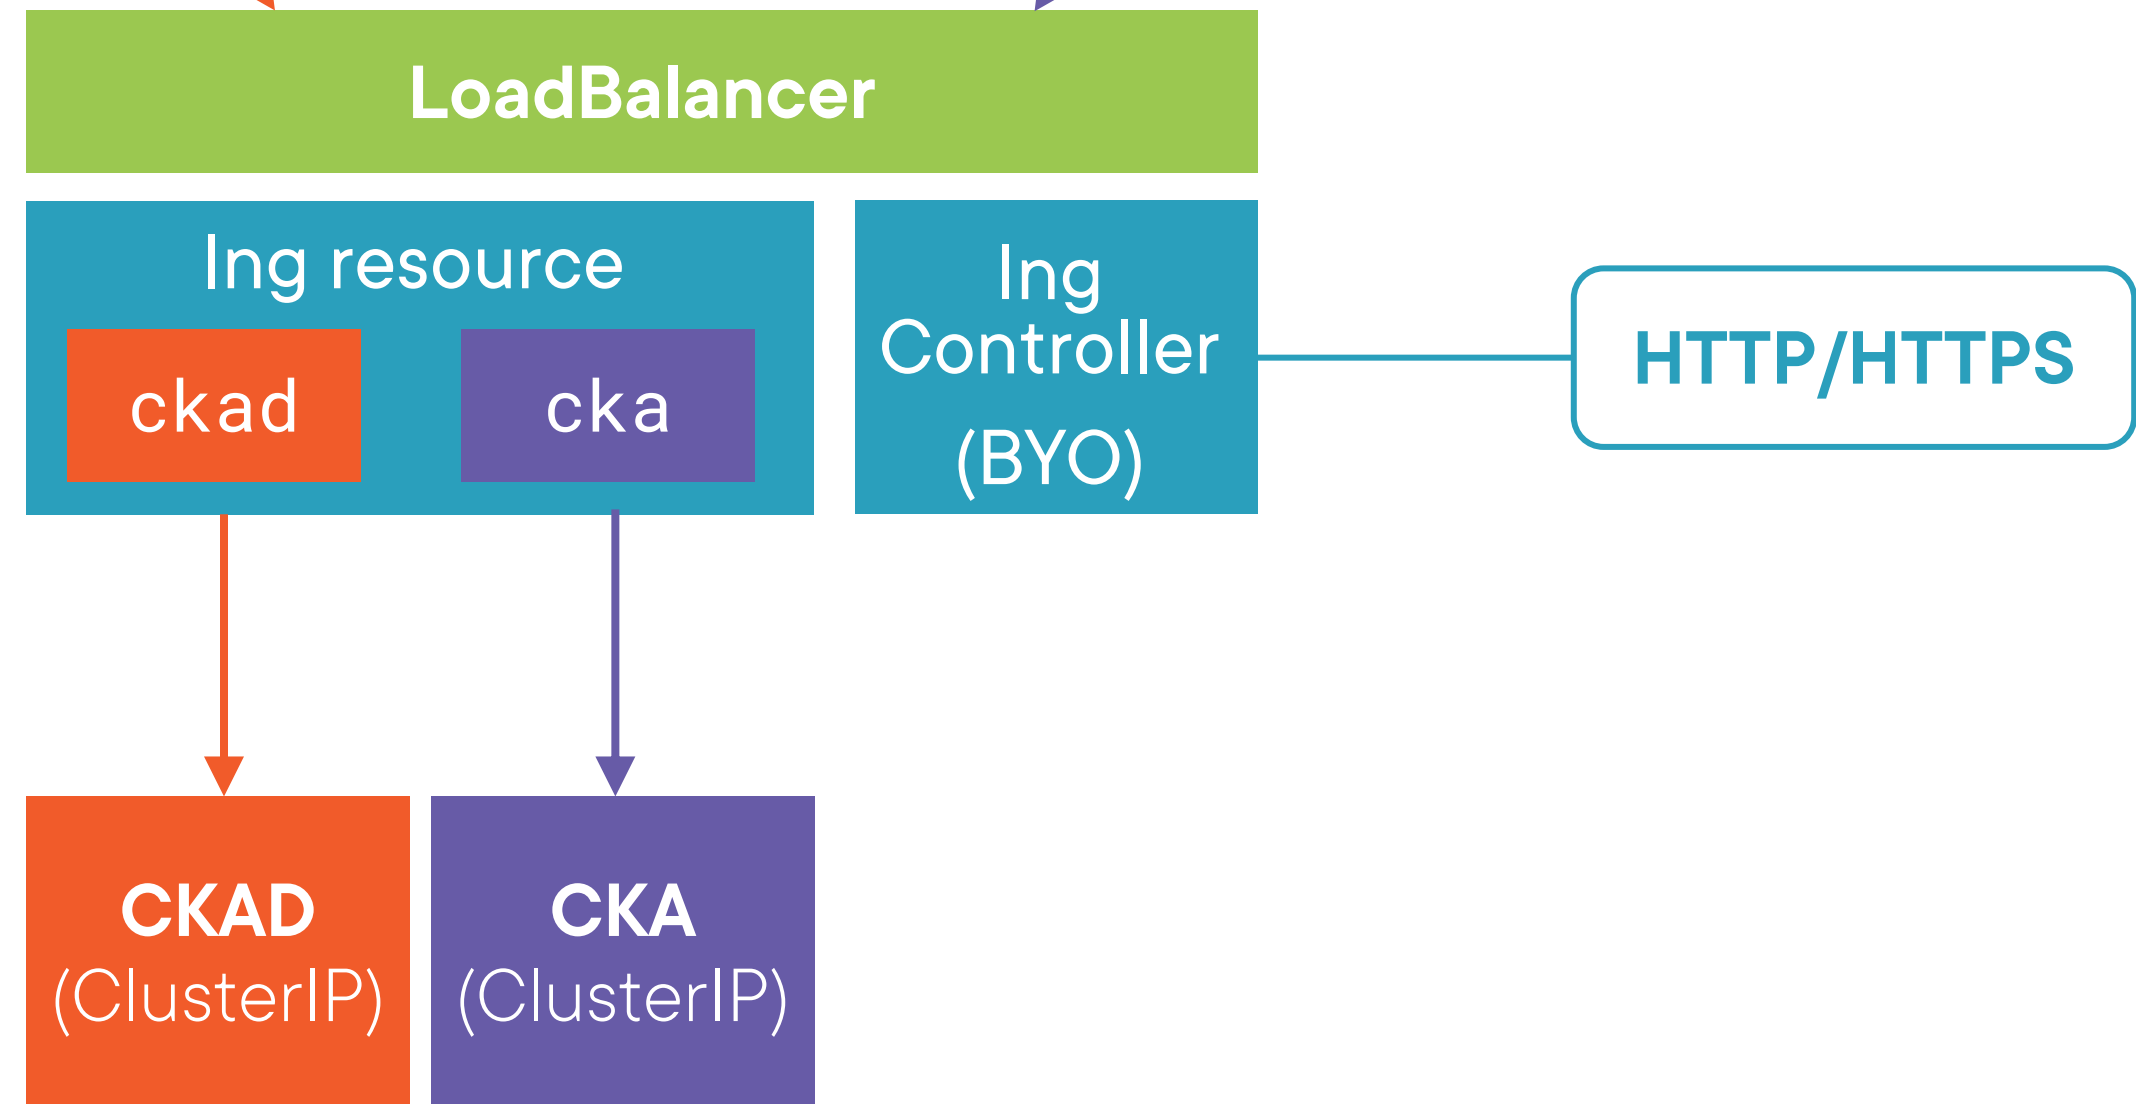 LoadBalancer
Ing resource
ckad
cka
Ing
Controller
(BYO)
HTTP/HTTPS
CKAD
(ClusterIP)
CKA
(ClusterIP)